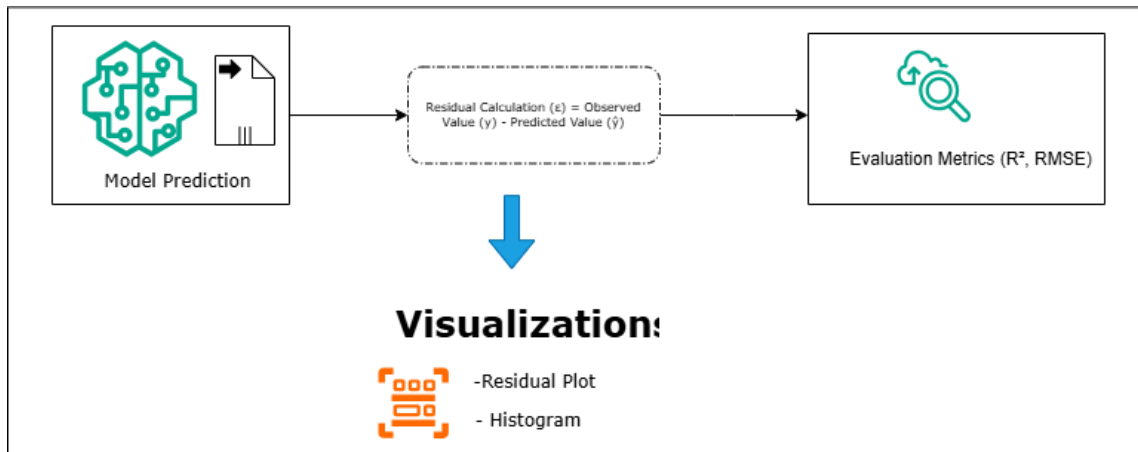 Model Prediction
Residual Calculation (ε) = Observed
Value (y) - Predicted Value (ŷ)
Evaluation Metrics (R², RMSE)
Visualizations
-Residual Plot
- Histogram